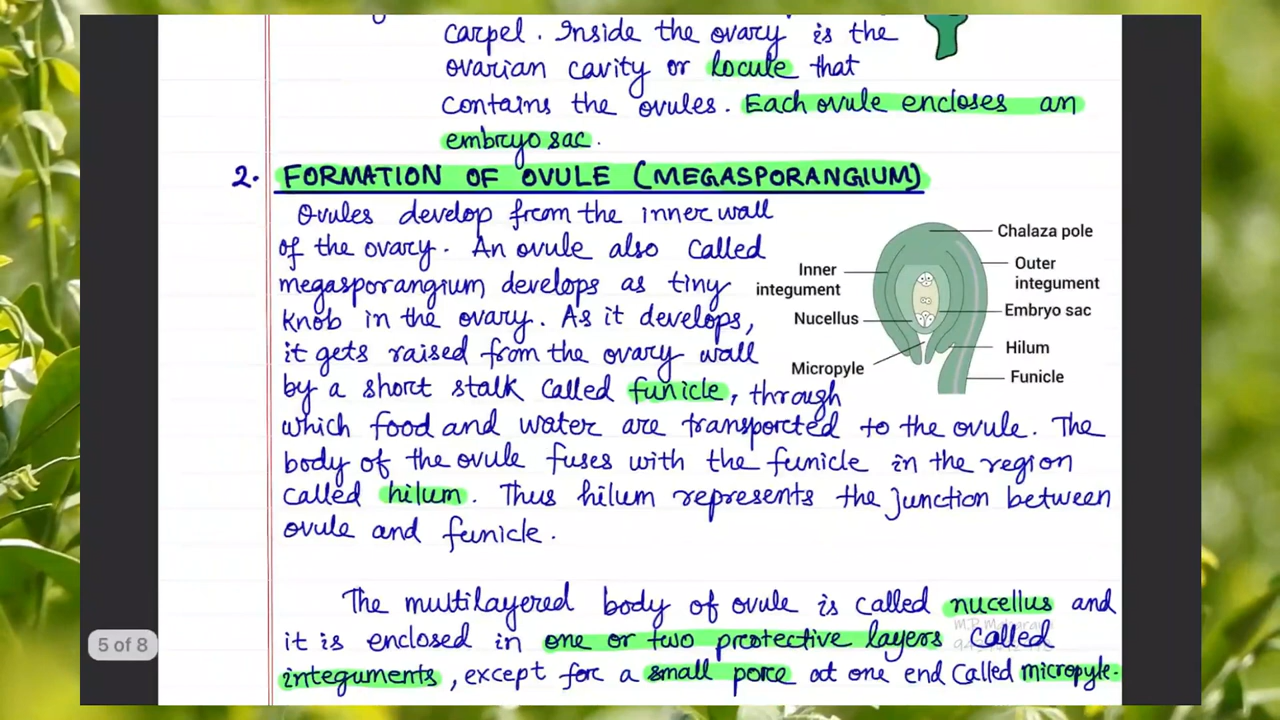 carpel. Inside the ovary is the
ovarian cavity or locule that
contains the ovules. Each ovule encloses an
embryo sac.
2. FORMATION OF OVULE (MEGASPORANGIUM)
Ovules develop from the inner wall
of the ovary. An ovule also called
megasporangium develops as tiny
knob in the ovary. As it develops,
it gets raised from the ovary wall
by a short stalk called funicle, through
which food and water are transported to the ovule. The
body of the ovule fuses with the funicle in the region
called hilum. Thus hilum represents the junction between
ovule and funicle.
Chalaza pole
Inner
integument
Outer
integument
Nucellus
Embryo sac
Micropyle
Hilum
Funicle
The multilayered body of ovule is called nucellus and
it is enclosed in one or two protective layers called
integuments, except for a small pore at one end called micropyle.
5 of 8